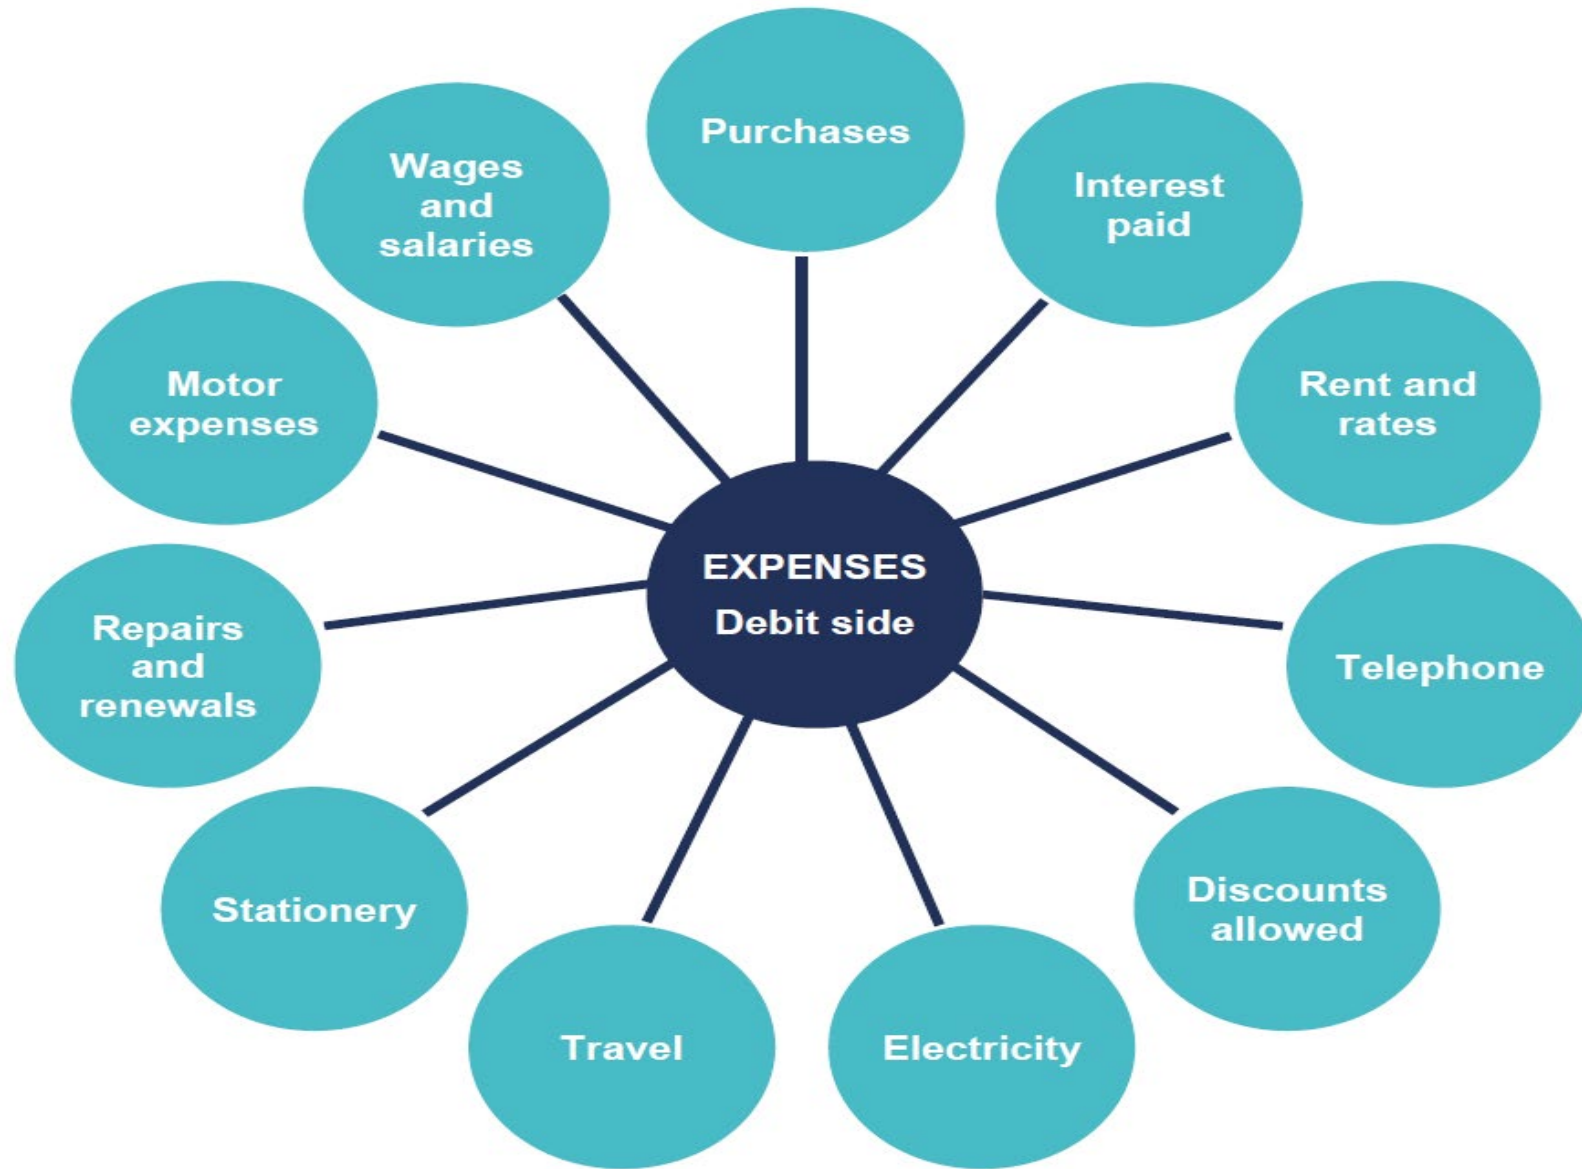 Purchases
Wages
and
salaries
Interest
paid
Motor
expenses
Rent and
rates
EXPENSES
Debit side
Repairs
and
renewals
Telephone
Stationery
Discounts
allowed
Travel
Electricity